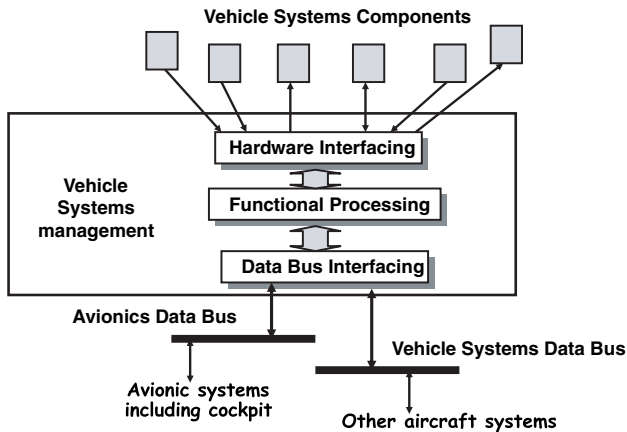 Vehicle Systems Components
Hardware Interfacing
Vehicle
Systems
management
Functional Processing
Data Bus Interfacing
Avionics Data Bus
Vehicle Systems Data Bus
Avionic systems
including cockpit
Other aircraft systems